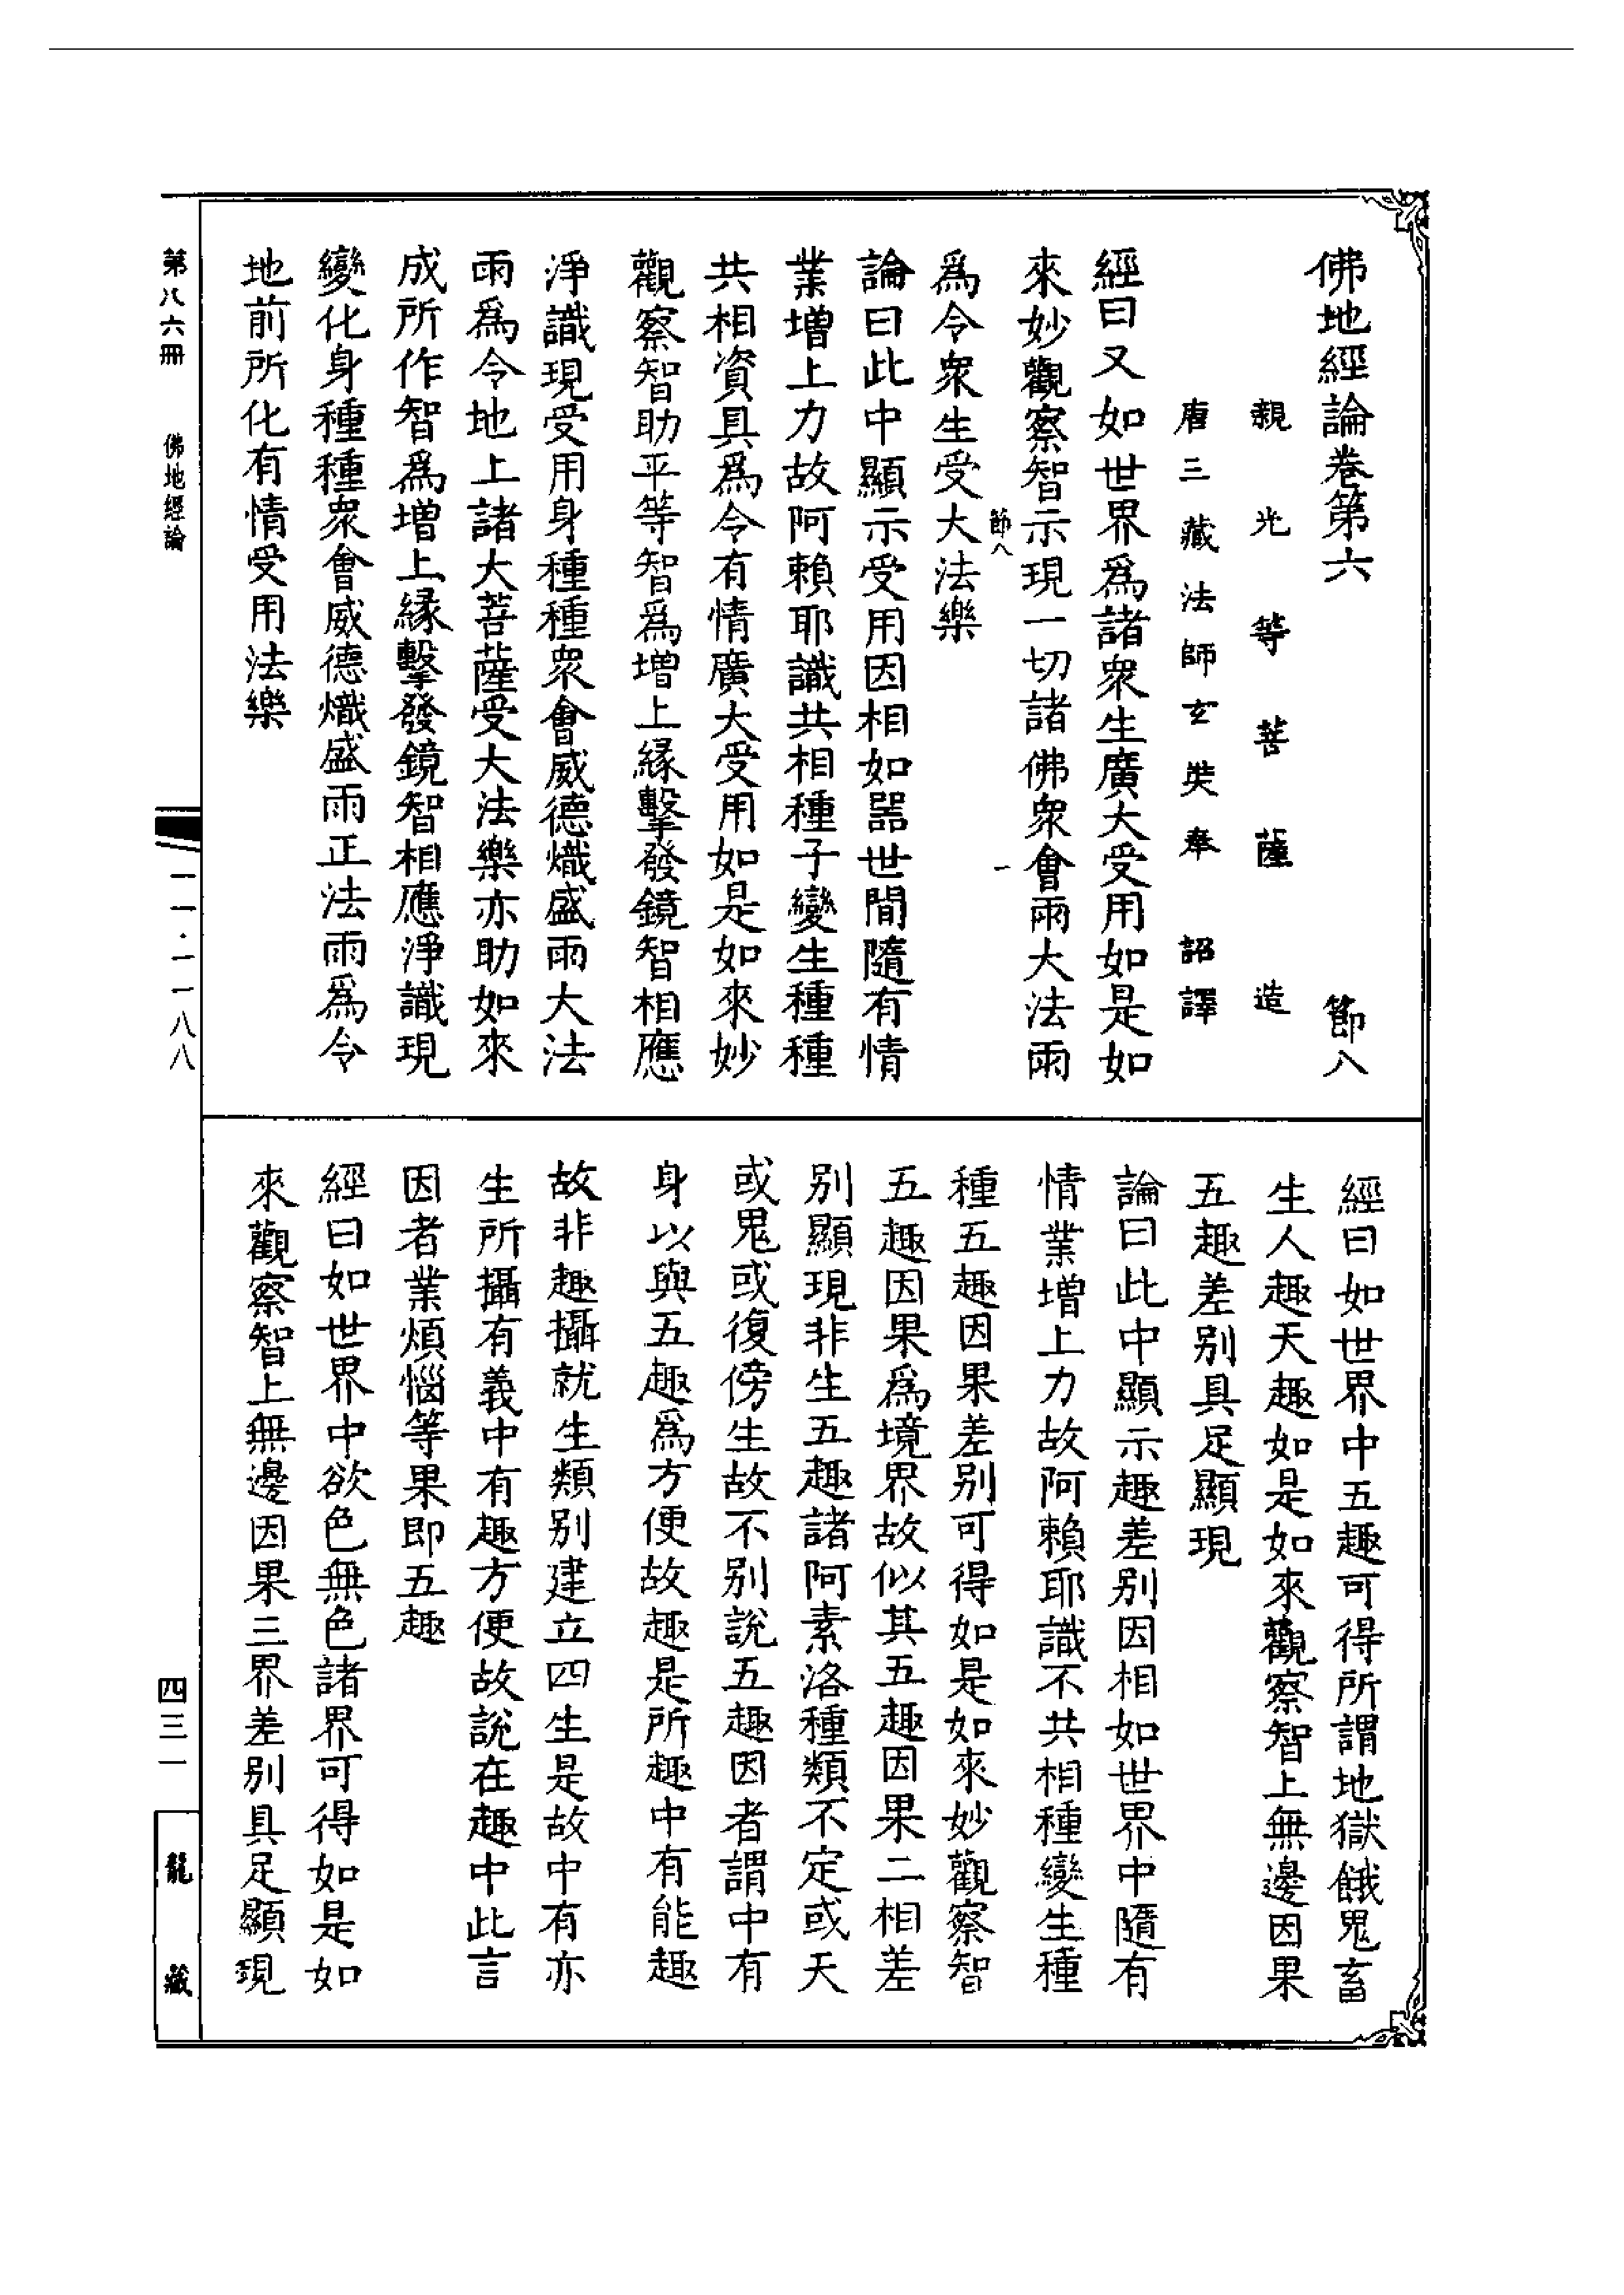 佛地經論卷第六 節八
親光等菩薩造
唐三藏法師玄奘奉 詔譯
經曰又如世界爲諸衆生廣大受用如是如
來妙觀察智示現一切諸佛衆會雨大法雨
節八 一
爲令衆生受大法樂
論曰此中顯示受用因相如器世間隨有情
業增上力故阿賴耶識共相種子變生種種
共相資具爲令有情廣大受用如是如來妙
觀察智助平等智爲增上緣擊發鏡智相應
淨識現受用身種種衆會威德熾盛雨大法
雨爲令地上諸大菩薩受大法樂亦助如來
成所作智爲增上緣擊發鏡智相應淨識現
變化身種種衆會威德熾盛雨正法雨爲令
地前所化有情受用法樂
經曰如世界中五趣可得所謂地獄餓鬼畜
生人趣天趣如是如來觀察智上無邊因果
五趣差别具足顯現
論曰此中顯示趣差别因相如世界中隨有
情業增上力故阿賴耶識不共相種變生種
種五趣因果差别可得如是如來妙觀察智
五趣因果爲境界故似其五趣因果二相差
别顯現非生五趣諸阿素洛種類不定或天
或鬼或復傍生故不别説五趣因者謂中有
身以與五趣爲方便故趣是所趣中有能趣
故非趣攝就生類别建立四生是故中有亦
生所攝有義中有趣方便故説在趣中此言
因者業煩惱等果即五趣
經曰如世界中欲色無色諸界可得如是如
來觀察智上無邊因果三界差别具足顯現
第八六冊 佛地經論
一一·一一八八
四三一
龍藏